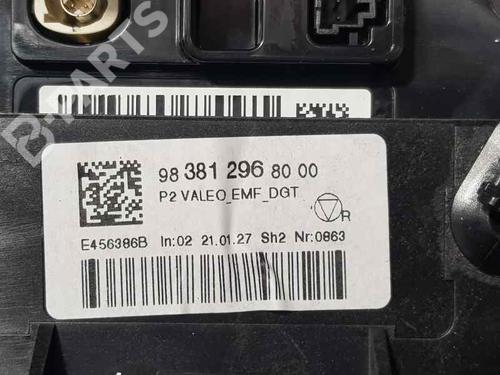 B-PARTS
98 381 296 80 00
P2 VALEO_EMF_DGT
R
E456386B In:02 21.01.27 Sh2 Nr:0863